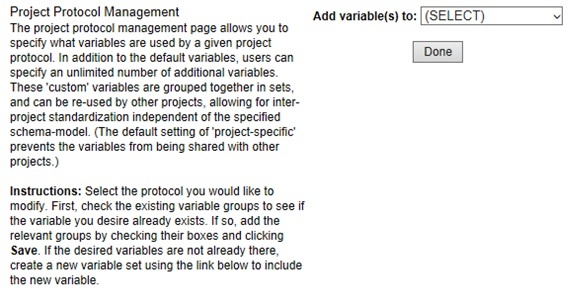 Project Protocol Management
The project protocol management page allows you to
specify what variables are used by a given project
protocol. In addition to the default variables, users can
specify an unlimited number of additional variables.
These 'custom' variables are grouped together in sets,
and can be re-used by other projects, allowing for inter-
project standardization independent of the specified
schema-model. (The default setting of 'project-specific'
prevents the variables from being shared with other
projects.)
Instructions: Select the protocol you would like to
modify. First, check the existing variable groups to see if
the variable you desire already exists. If so, add the
relevant groups by checking their boxes and clicking
Save. If the desired variables are not already there,
create a new variable set using the link below to include
the new variable.
Add variable(s) to: (SELECT)
Done